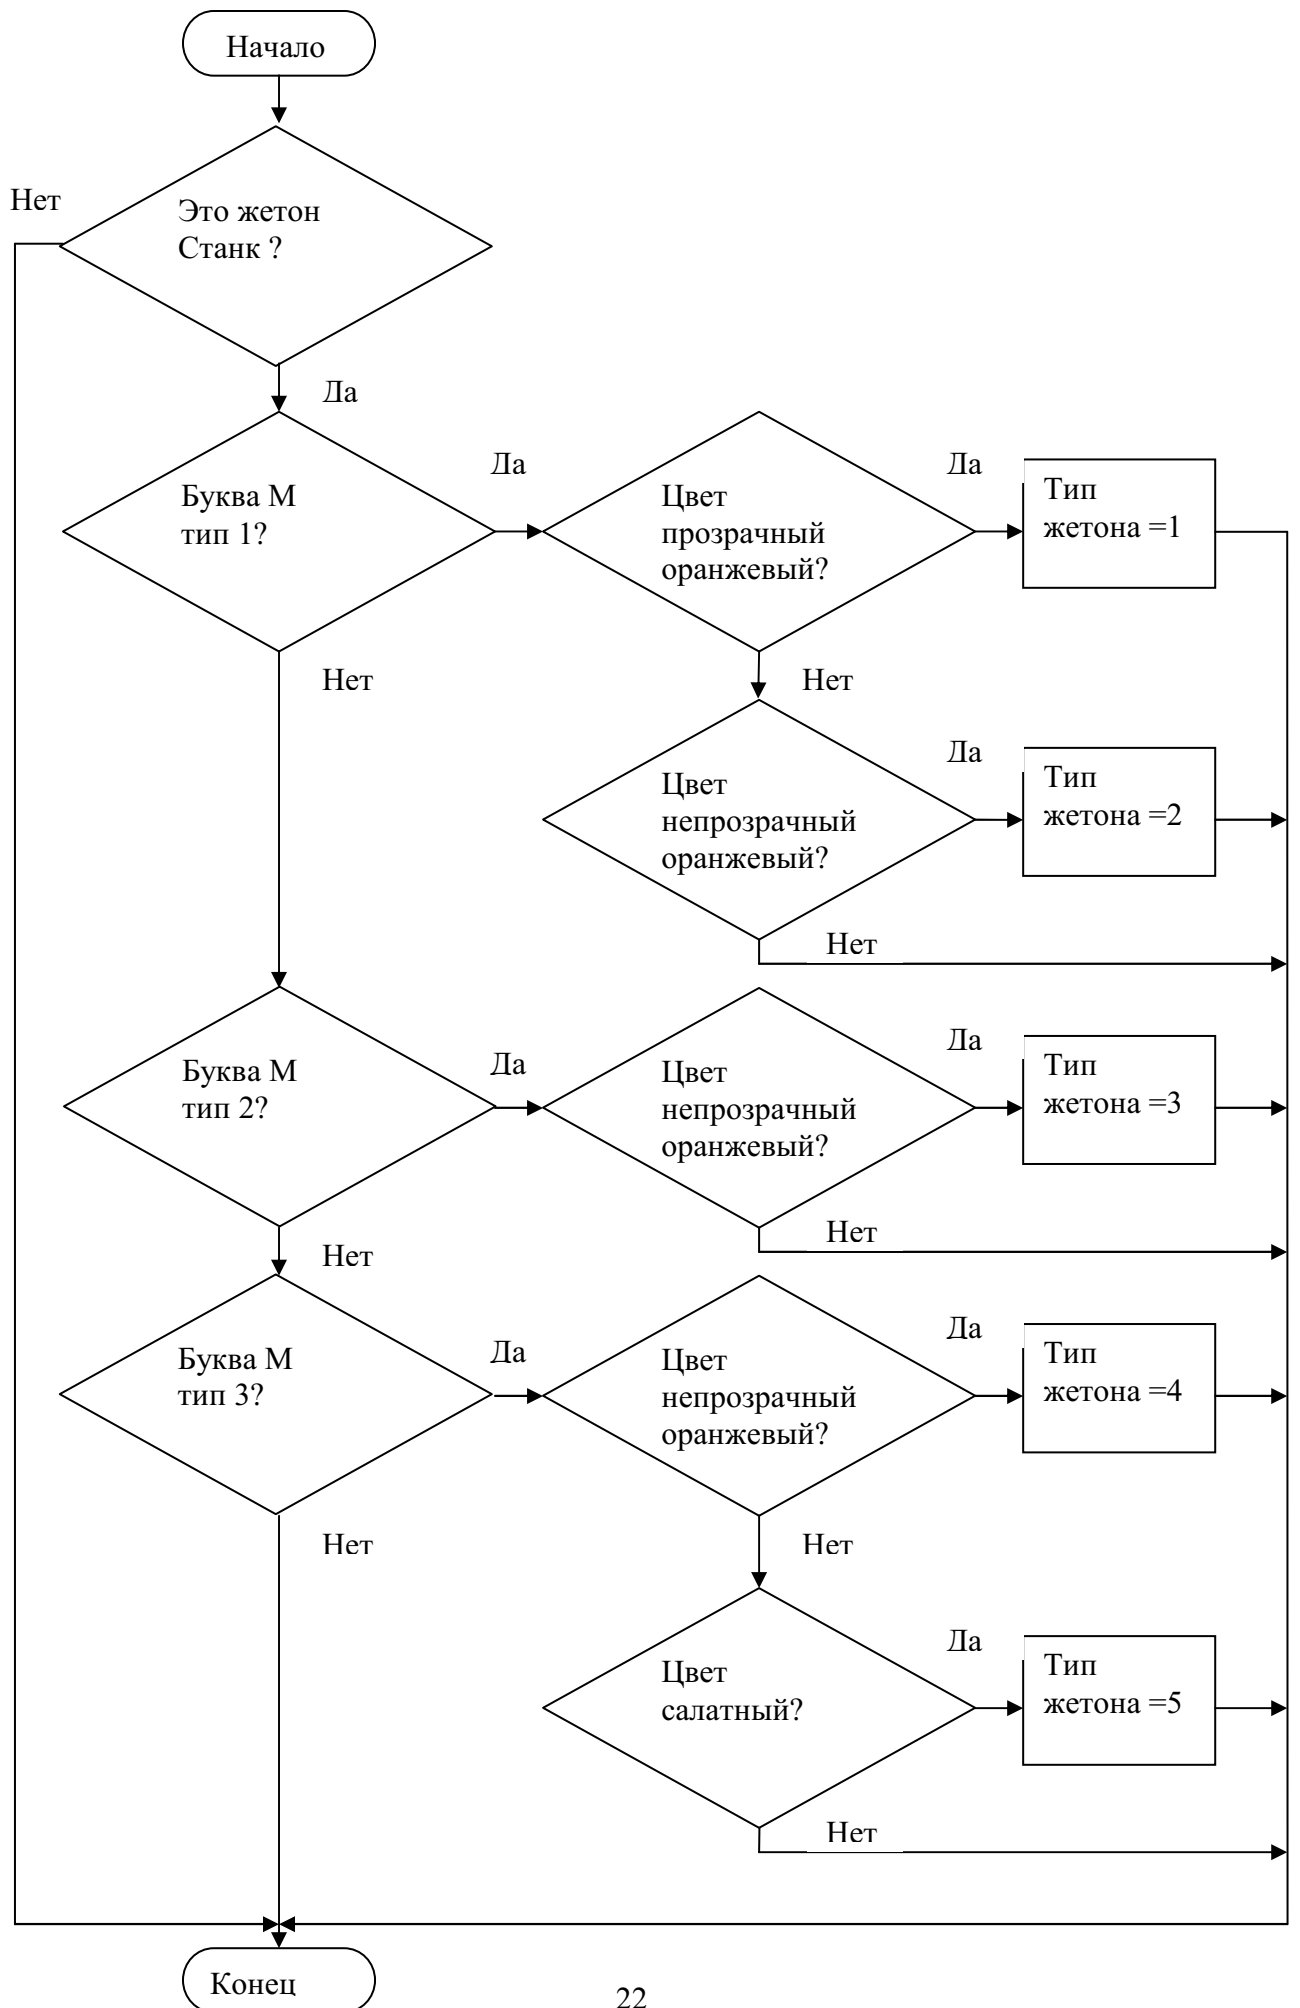 Начало
Нет
Это жетон
Станк ?
Да
Буква М
тип 1?
Да
Цвет
прозрачный
оранжевый?
Да
Тип
жетона =1
Нет
Нет
Цвет
непрозрачный
оранжевый?
Да
Тип
жетона =2
Нет
Буква М
тип 2?
Да
Цвет
непрозрачный
оранжевый?
Да
Тип
жетона =3
Нет
Нет
Буква М
тип 3?
Да
Цвет
непрозрачный
оранжевый?
Да
Тип
жетона =4
Нет
Нет
Цвет
салатный?
Да
Тип
жетона =5
Нет
Конец
22